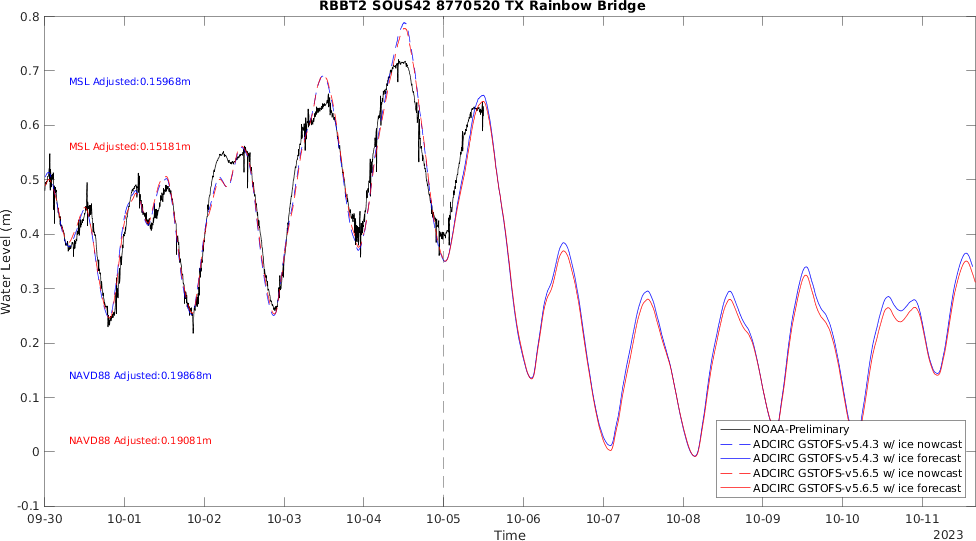 RBBT2 SOUS42 8770520 TX Rainbow Bridge
0.8
0.7
0.6
0.5
0.4
0.3
0.2
0.1
0
-0.1
Water Level (m)
MSL Adjusted:0.15968m
MSL Adjusted:0.15181m
NAVD88 Adjusted:0.19868m
NAVD88 Adjusted:0.19081m
NOAA-Preliminary
ADCIRC GSTOFS-v5.4.3 w/ ice nowcast
ADCIRC GSTOFS-v5.4.3 w/ ice forecast
ADCIRC GSTOFS-v5.6.5 w/ ice nowcast
ADCIRC GSTOFS-v5.6.5 w/ ice forecast
09-30 10-01 10-02 10-03 10-04 10-05 10-06 10-07 10-08 10-09 10-10 10-11
Time
2023